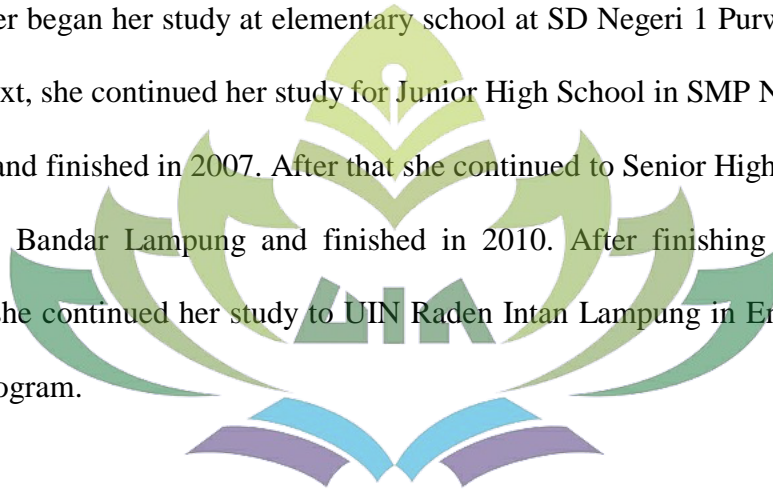 er began her study at elementary school at SD Negeri 1 Purw
xt, she continued her study for Junior High School in SMP N
and finished in 2007. After that she continued to Senior High
Bandar Lampung and finished in 2010. After finishing
he continued her study to UIN Raden Intan Lampung in En
ogram.
UIN